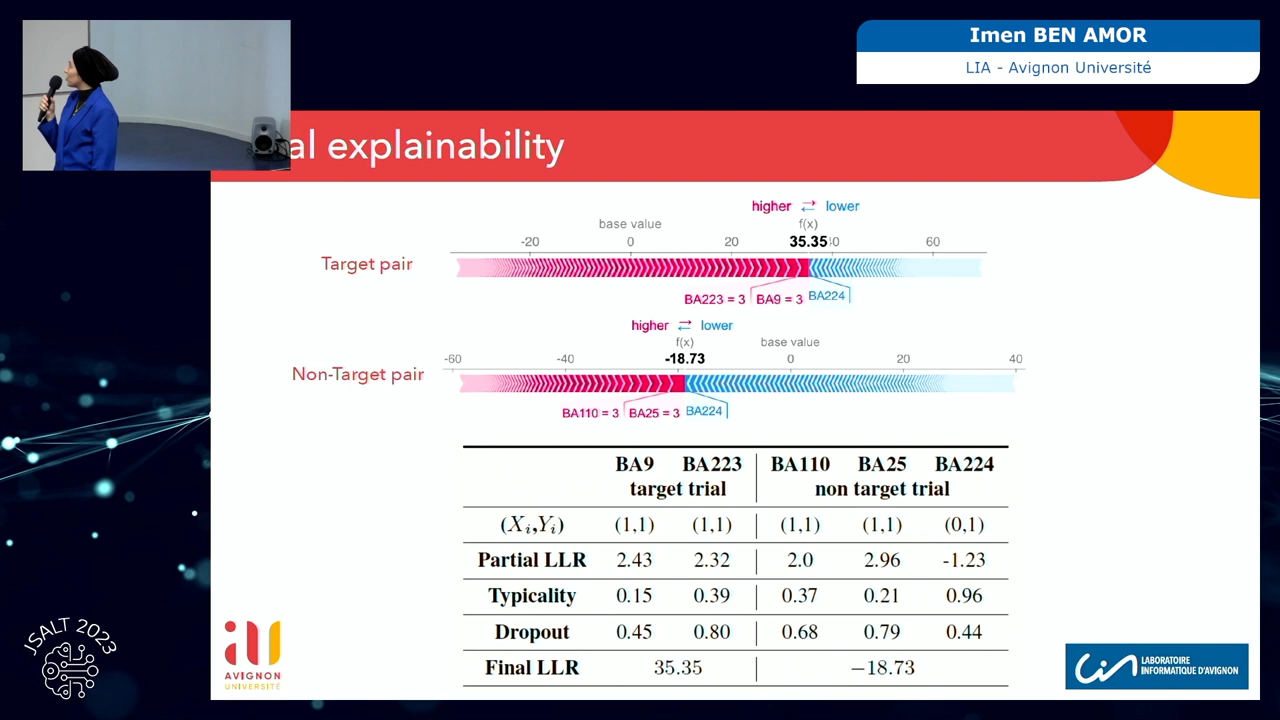 Imen BEN AMOR
LIA - Avignon Université
al explainability
higher lower
base value f(x)
-20 0 20 35.35 40 60
Target pair
BA223 = 3 BA9 = 3 BA224
higher lower
f(x) base value
-60 -40 -18.73 0 20 40
Non-Target pair
BA110 = 3 BA25 = 3 BA224
BA9 BA223 BA110 BA25 BA224
target trial non target trial
(Xi,Yi) (1,1) (1,1) (1,1) (1,1) (0,1)
Partial LLR 2.43 2.32 2.0 2.96 -1.23
Typicality 0.15 0.39 0.37 0.21 0.96
Dropout 0.45 0.80 0.68 0.79 0.44
Final LLR 35.35 −18.73
JSALT 2023
AVIGNON
UNIVERSITÉ
LIA
LABORATOIRE
INFORMATIQUE D'AVIGNON